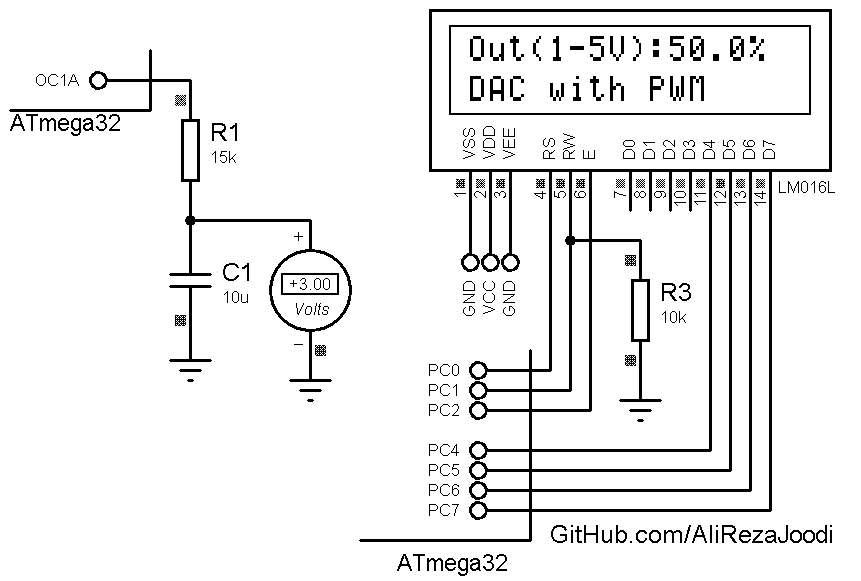 OC1A
ATmega32
R1
15k
C1
10u
+
+3.00
Volts
−
Out(1-5V):50.0%
DAC with PWM
VSS VDD VEE RS RW E D0 D1 D2 D3 D4 D5 D6 D7
1 2 3 4 5 6 7 8 9 10 11 12 13 14
LM016L
GND VCC GND
R3
10k
PC0
PC1
PC2
PC4
PC5
PC6
PC7
GitHub.com/AliRezaJoodi
ATmega32